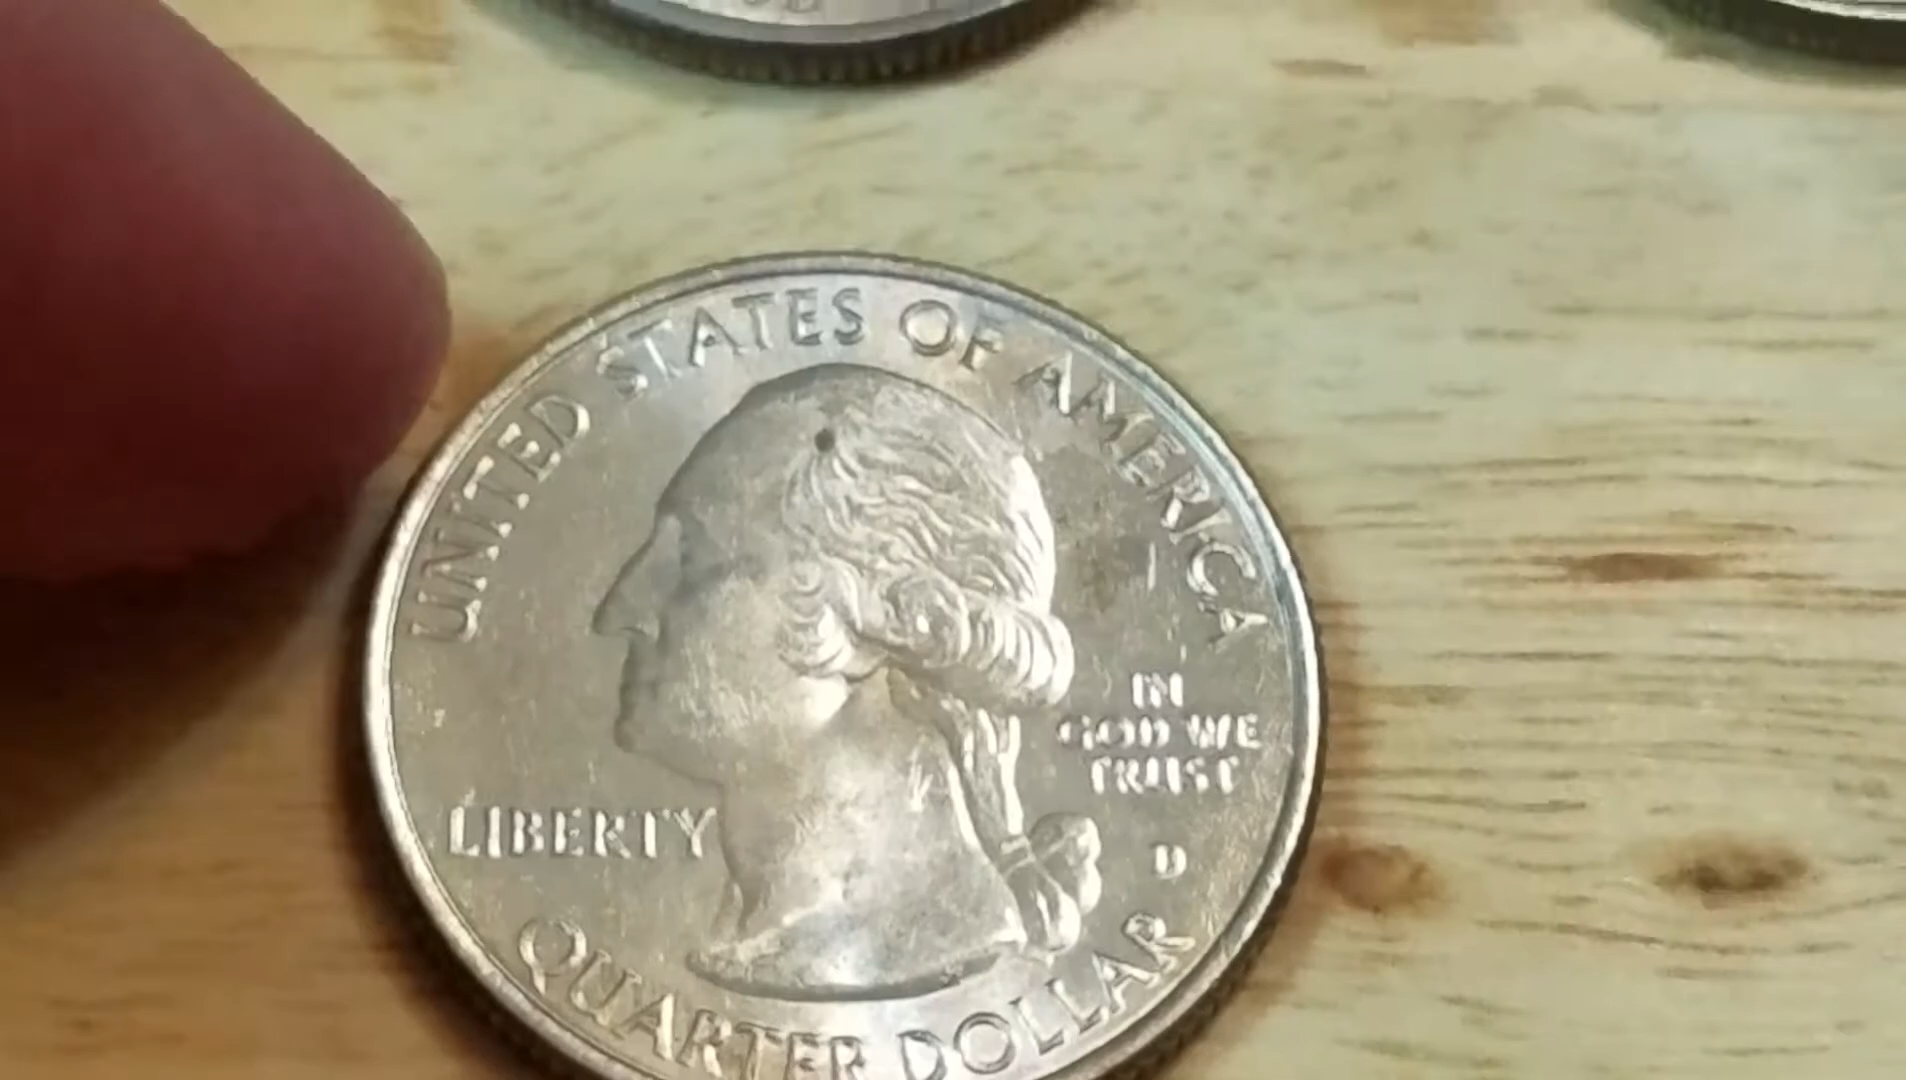 UNITED STATES OF AMERICA
IN
GOD WE
TRUST
LIBERTY
D
QUARTER DOLLAR